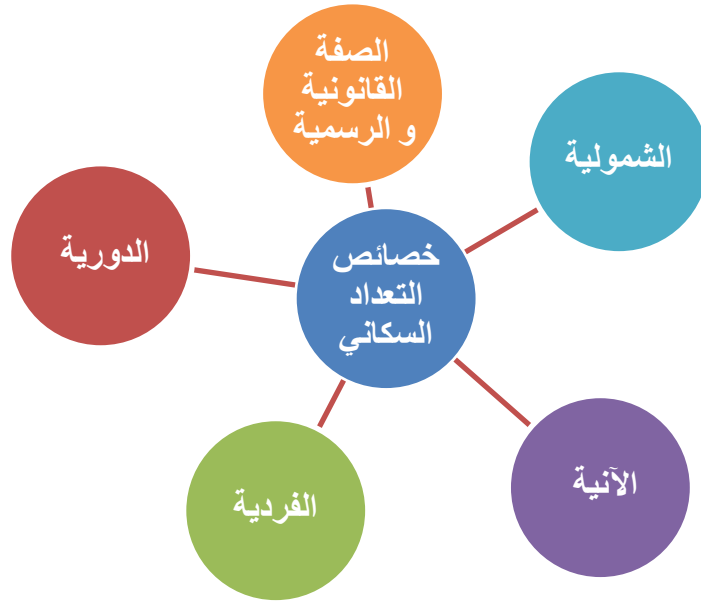 الصفة
القانونية
و الرسمية
الشمولية
الدورية
خصائص
التعداد
السكاني
الآنية
الفردية